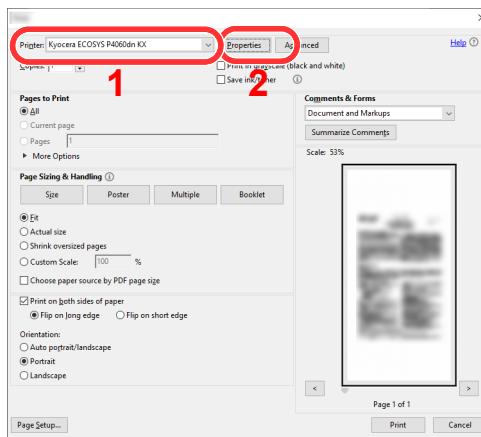 Printer: Kyocera ECOSYS P4060dn KX Properties Advanced Help
Copies: 1 Print in grayscale (black and white)
1 2
Save ink/toner
Pages to Print Comments & Forms
All Document and Markups
Current page
Pages 1 Summarize Comments
More Options
Scale: 53%
Page Sizing & Handling
Size Poster Multiple Booklet
Fit
Actual size
Shrink oversized pages
Custom Scale: 100 %
Choose paper source by PDF page size
Print on both sides of paper
Flip on long edge Flip on short edge
Orientation:
Auto portrait/landscape
Portrait
Landscape
< >
Page 1 of 1
Page Setup... Print Cancel